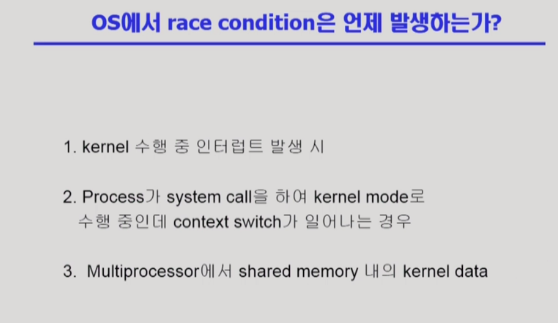 OS에서 race condition은 언제 발생하는가?
1. kernel 수행 중 인터럽트 발생 시
2. Process가 system call을 하여 kernel mode로
수행 중인데 context switch가 일어나는 경우
3. Multiprocessor에서 shared memory 내의 kernel data